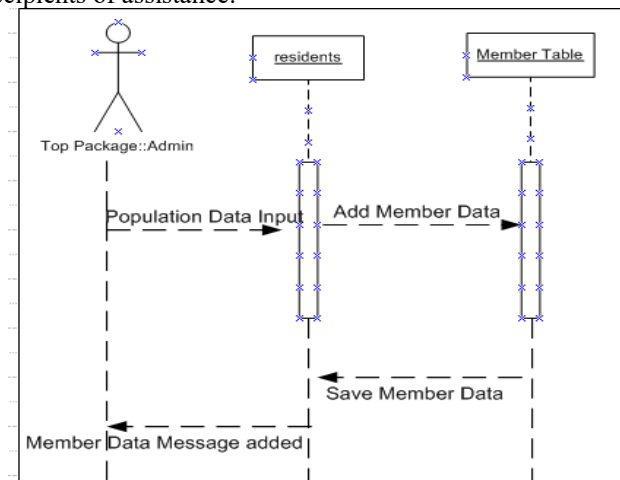 recipients of assistance.
residents
Member Table
Top Package::Admin
Population Data Input
Add Member Data
Save Member Data
Member Data Message added